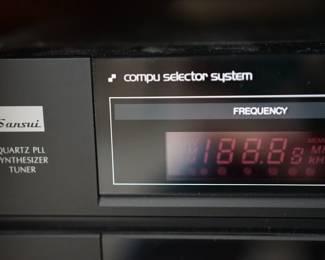 compu selector system
Sansui
FREQUENCY
188.8
QUARTZ PLL
SYNTHESIZER
TUNER